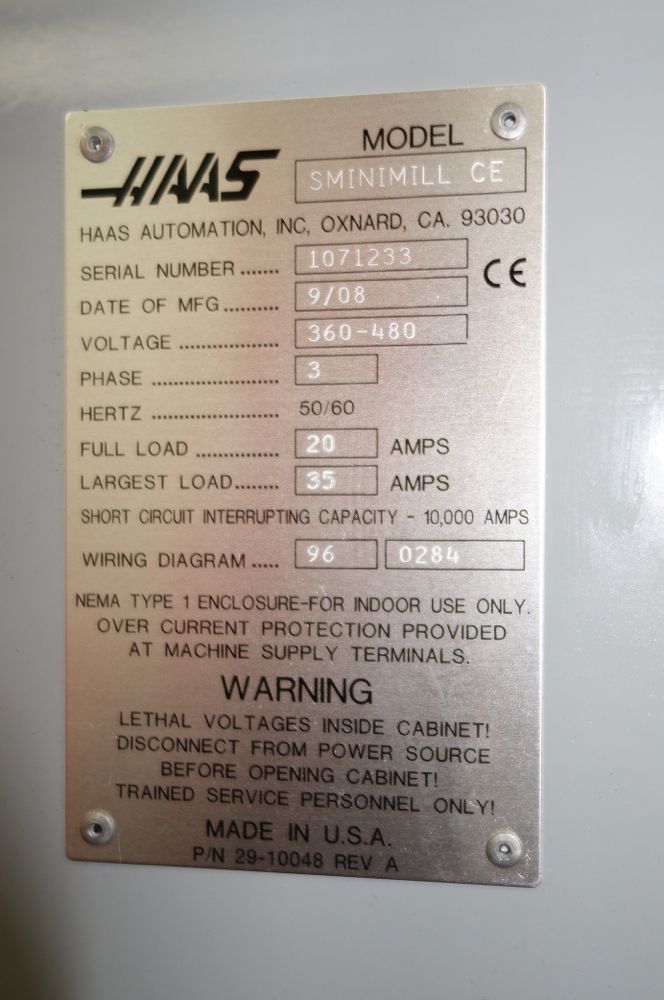 HAAS
MODEL
SMINIMILL CE
HAAS AUTOMATION, INC, OXNARD, CA. 93030
SERIAL NUMBER ....... 1071233
CE
DATE OF MFG.......... 9/08
VOLTAGE .................. 360-480
PHASE ....................... 3
HERTZ ....................... 50/60
FULL LOAD ................ 20 AMPS
LARGEST LOAD........ 35 AMPS
SHORT CIRCUIT INTERRUPTING CAPACITY - 10,000 AMPS
WIRING DIAGRAM ..... 96 0284
NEMA TYPE 1 ENCLOSURE-FOR INDOOR USE ONLY.
OVER CURRENT PROTECTION PROVIDED
AT MACHINE SUPPLY TERMINALS.
WARNING
LETHAL VOLTAGES INSIDE CABINET!
DISCONNECT FROM POWER SOURCE
BEFORE OPENING CABINET!
TRAINED SERVICE PERSONNEL ONLY!
MADE IN U.S.A.
P/N 29-10048 REV A